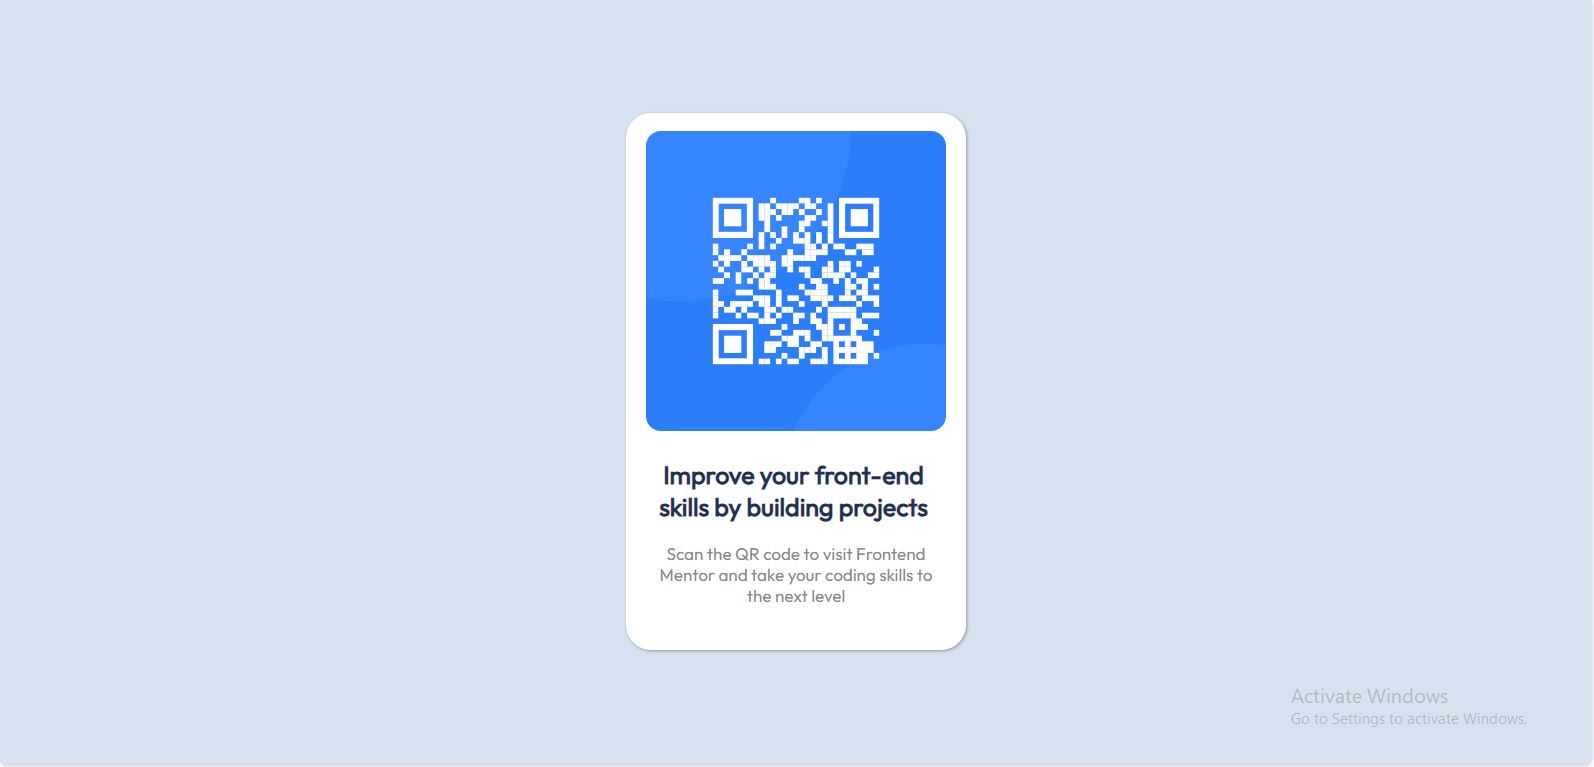 Improve your front-end
skills by building projects
Scan the QR code to visit Frontend
Mentor and take your coding skills to
the next level
Activate Windows
Go to Settings to activate Windows.